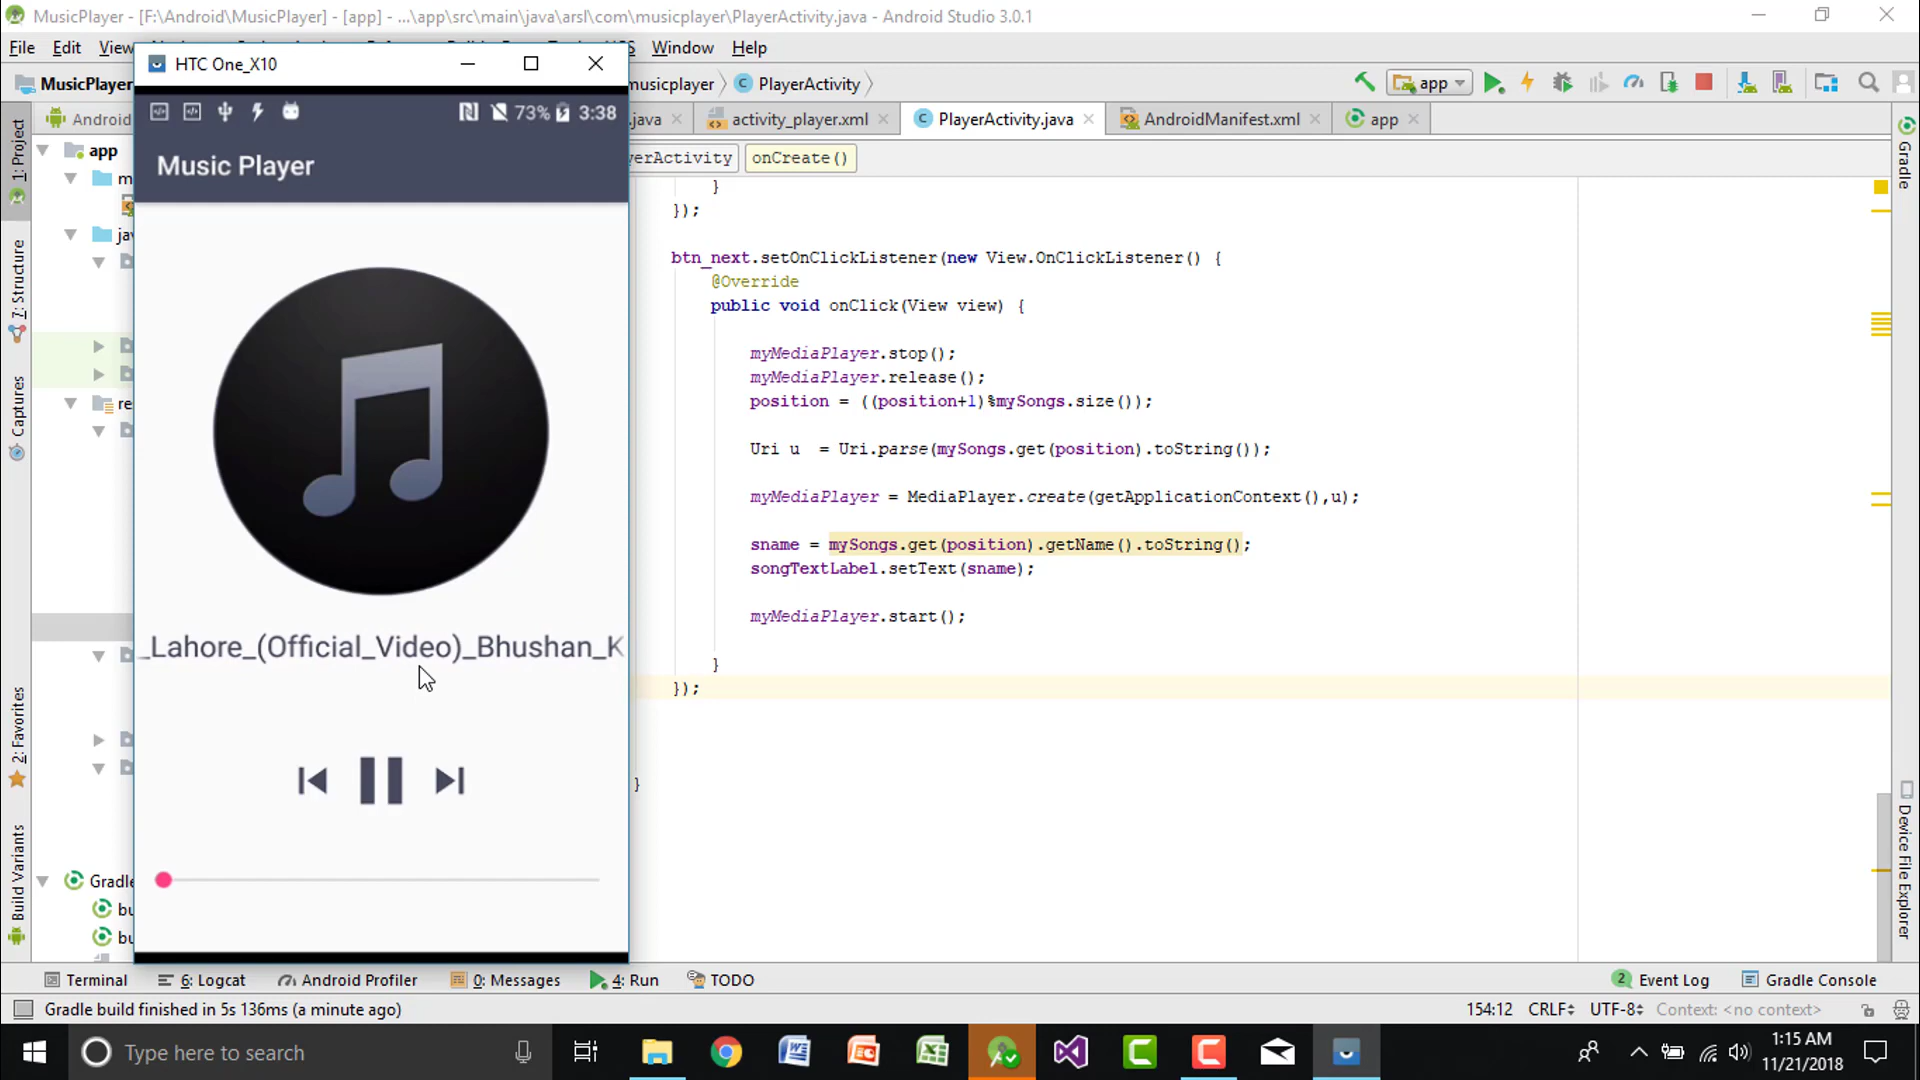 MusicPlayer - [F:\Android\MusicPlayer] - [app] - ...\app\src\main\java\arsl\com\musicplayer\PlayerActivity.java - Android Studio 3.0.1
File Edit View Window Help
HTC One_X10
MusicPlayer musicplayer PlayerActivity app
Android .java activity_player.xml PlayerActivity.java AndroidManifest.xml app
73% 3:38
Music Player
erActivity onCreate()
1: Project
7: Structure
Captures
2: Favorites
Build Variants
Gradle
Device File Explorer
app
m
jav
re
Gradle
bu
bu
_Lahore_(Official_Video)_Bhushan_K
}
});
btn_next.setOnClickListener(new View.OnClickListener() {
@Override
public void onClick(View view) {
myMediaPlayer.stop();
myMediaPlayer.release();
position = ((position+1)%mySongs.size());
Uri u = Uri.parse(mySongs.get(position).toString());
myMediaPlayer = MediaPlayer.create(getApplicationContext(),u);
sname = mySongs.get(position).getName().toString();
songTextLabel.setText(sname);
myMediaPlayer.start();
}
});
}
Terminal 6: Logcat Android Profiler 0: Messages 4: Run TODO 2 Event Log Gradle Console
Gradle build finished in 5s 136ms (a minute ago) 154:12 CRLF UTF-8 Context: <no context>
Type here to search
1:15 AM
11/21/2018